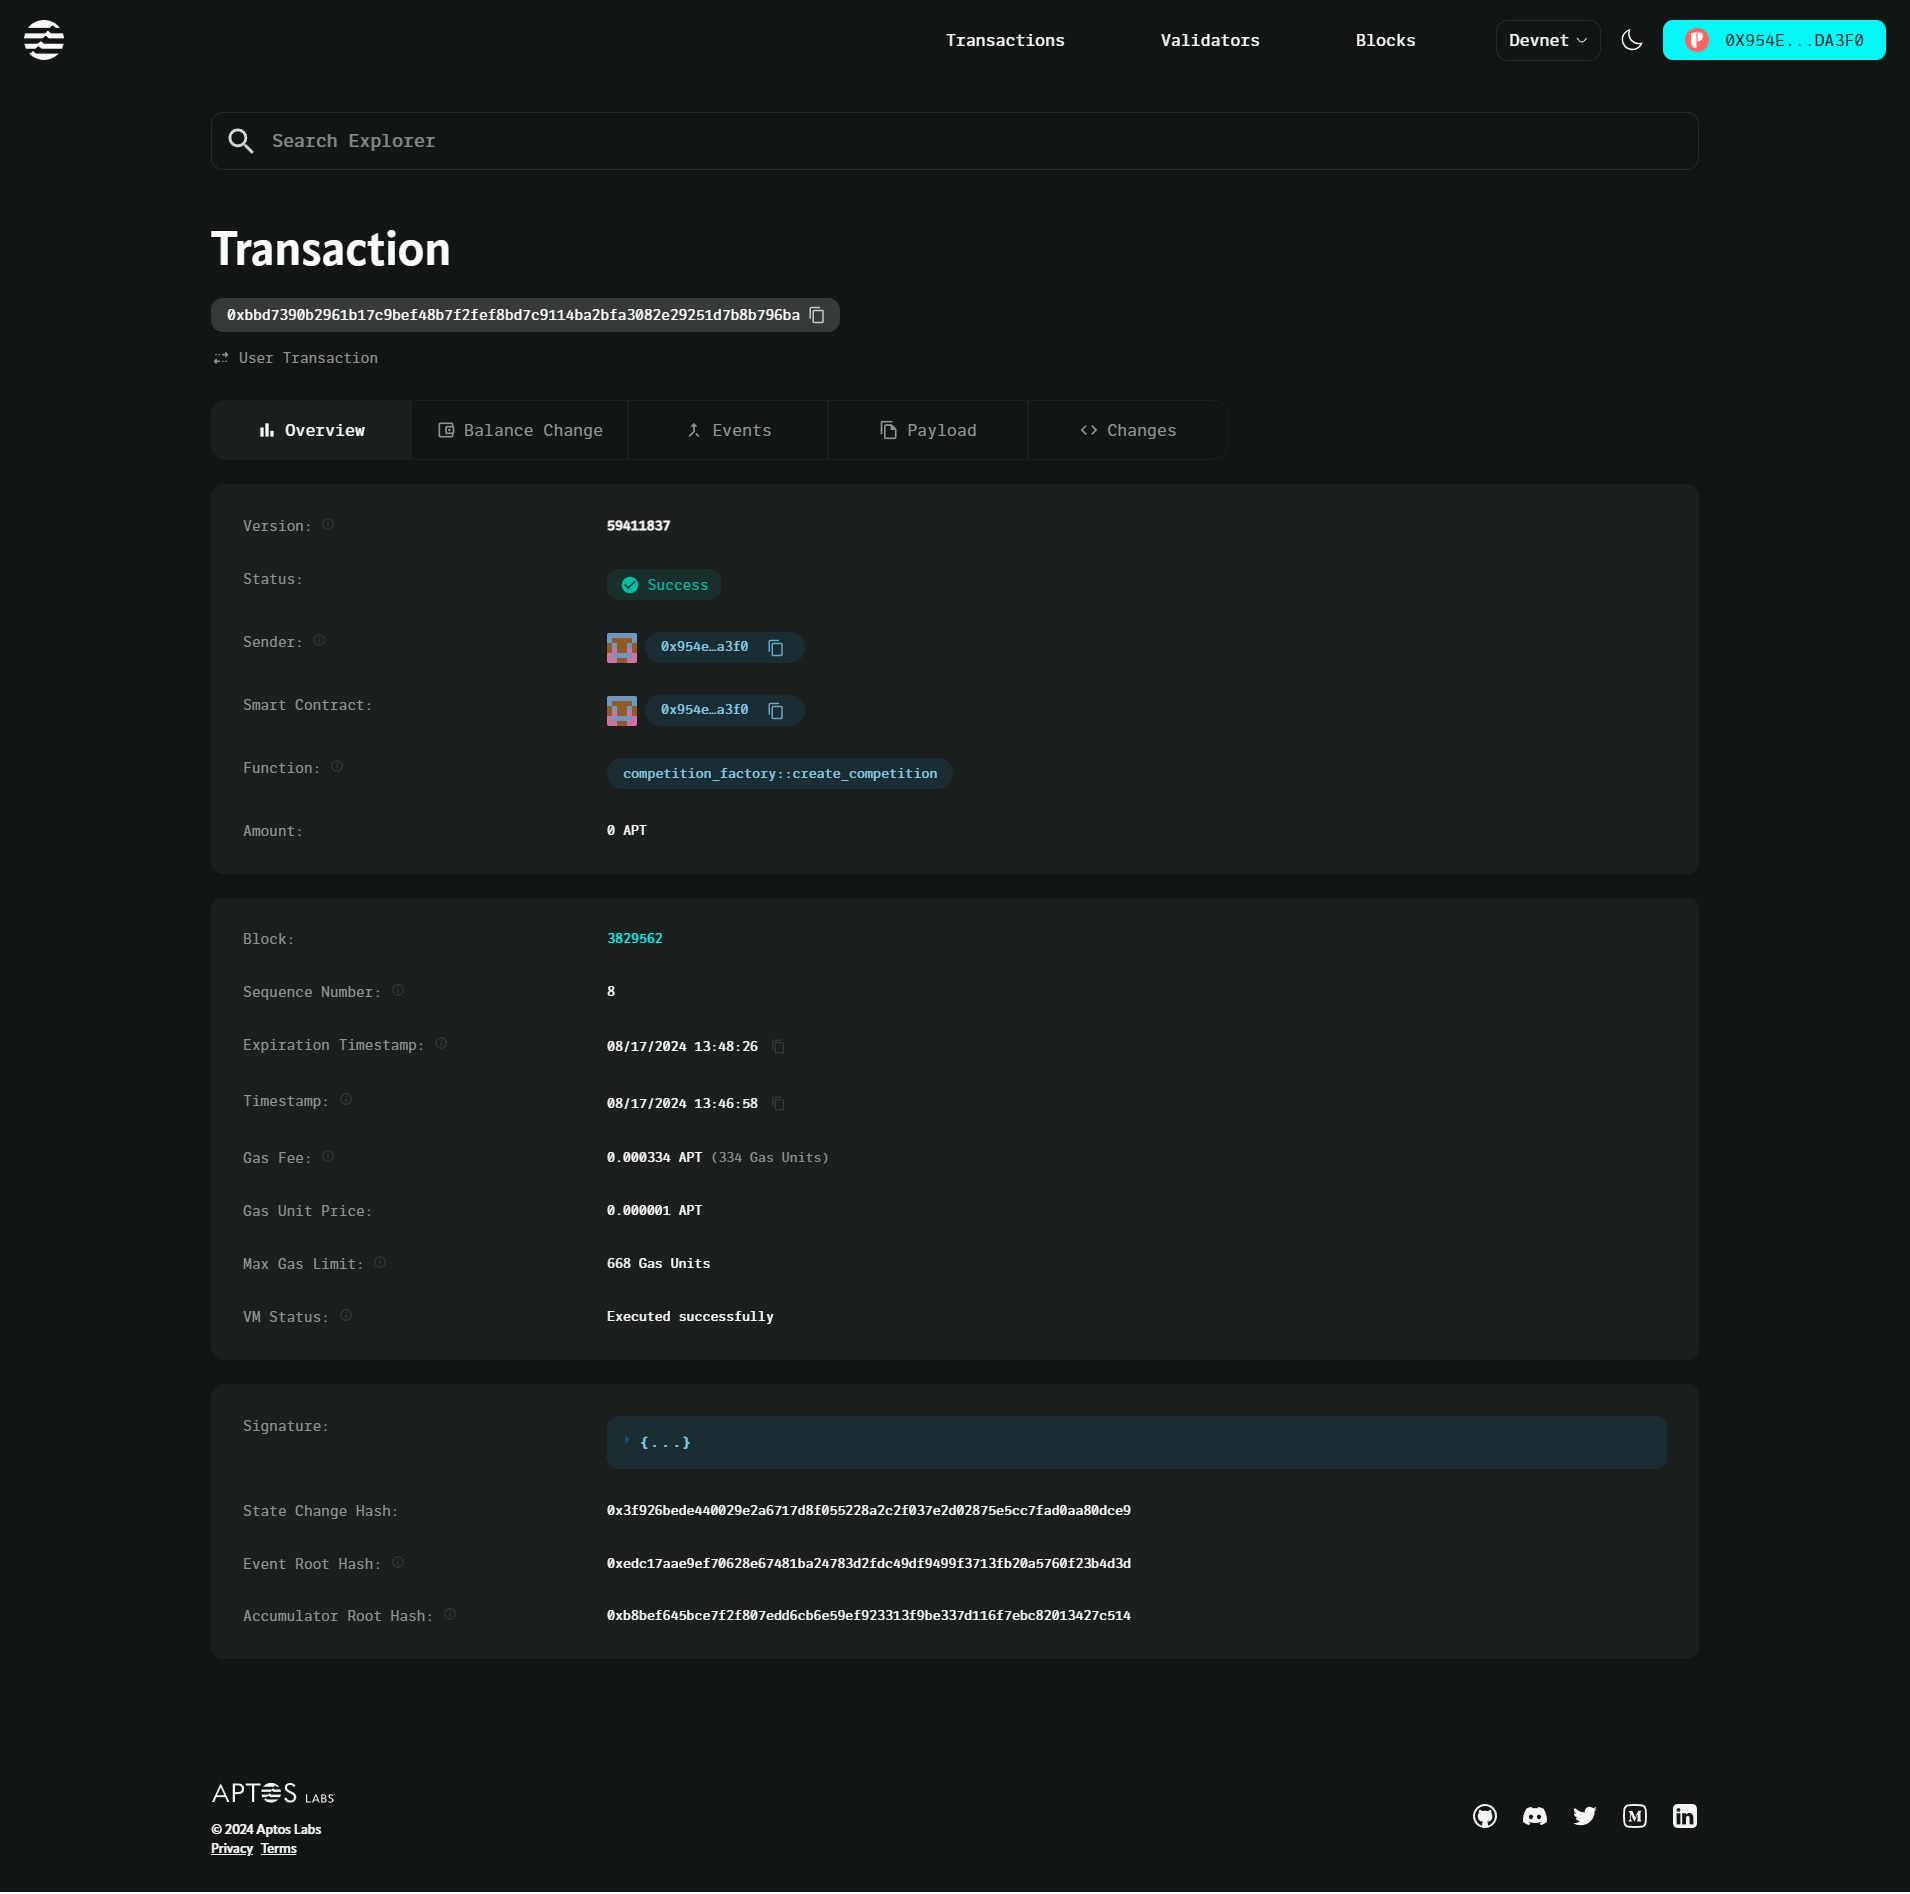 Transactions Validators Blocks Devnet 0X954E...DA3F0
Search Explorer
Transaction
0xbbd7390b2961b17c9bef48b7f2fef8bd7c9114ba2bfa3082e29251d7b8b796ba
User Transaction
Overview Balance Change Events Payload Changes
Version: 59411837
Status: Success
Sender: 0x954e…a3f0
Smart Contract: 0x954e…a3f0
Function: competition_factory::create_competition
Amount: 0 APT
Block: 3829562
Sequence Number: 8
Expiration Timestamp: 08/17/2024 13:48:26
Timestamp: 08/17/2024 13:46:58
Gas Fee: 0.000334 APT (334 Gas Units)
Gas Unit Price: 0.000001 APT
Max Gas Limit: 668 Gas Units
VM Status: Executed successfully
Signature: {...}
State Change Hash: 0x3f926bede440029e2a6717d8f055228a2c2f037e2d02875e5cc7fad0aa80dce9
Event Root Hash: 0xedc17aae9ef70628e67481ba24783d2fdc49df9499f3713fb20a5760f23b4d3d
Accumulator Root Hash: 0xb8bef645bce7f2f807edd6cb6e59ef923313f9be337d116f7ebc82013427c514
APTOS LABS
© 2024 Aptos Labs
Privacy Terms